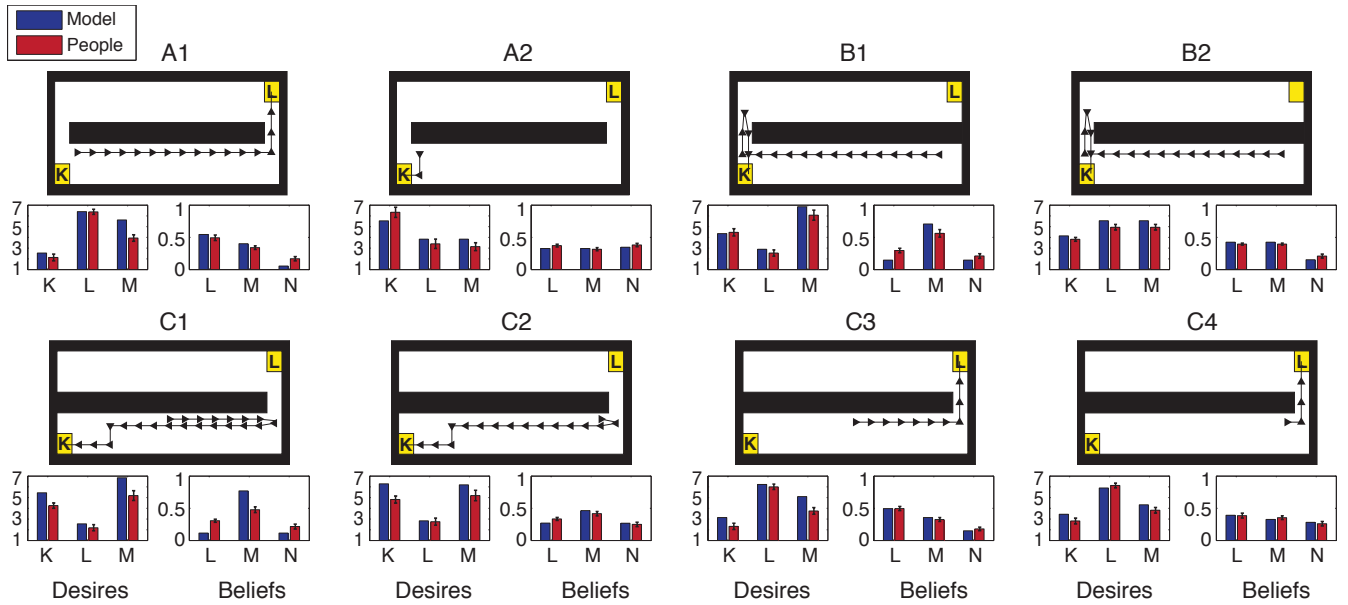 Model
People
A1 A2 B1 B2
L L L
K K K K
7 1 7 1 7 1 7 1
5 5 5 5
0.5 0.5 0.5 0.5
3 3 3 3
1 0 1 0 1 0 1 0
K L M L M N K L M L M N K L M L M N K L M L M N
C1 C2 C3 C4
L L L L
K K K K
7 1 7 1 7 1 7 1
5 5 5 5
0.5 0.5 0.5 0.5
3 3 3 3
1 0 1 0 1 0 1 0
K L M L M N K L M L M N K L M L M N K L M L M N
Desires Beliefs Desires Beliefs Desires Beliefs Desires Beliefs